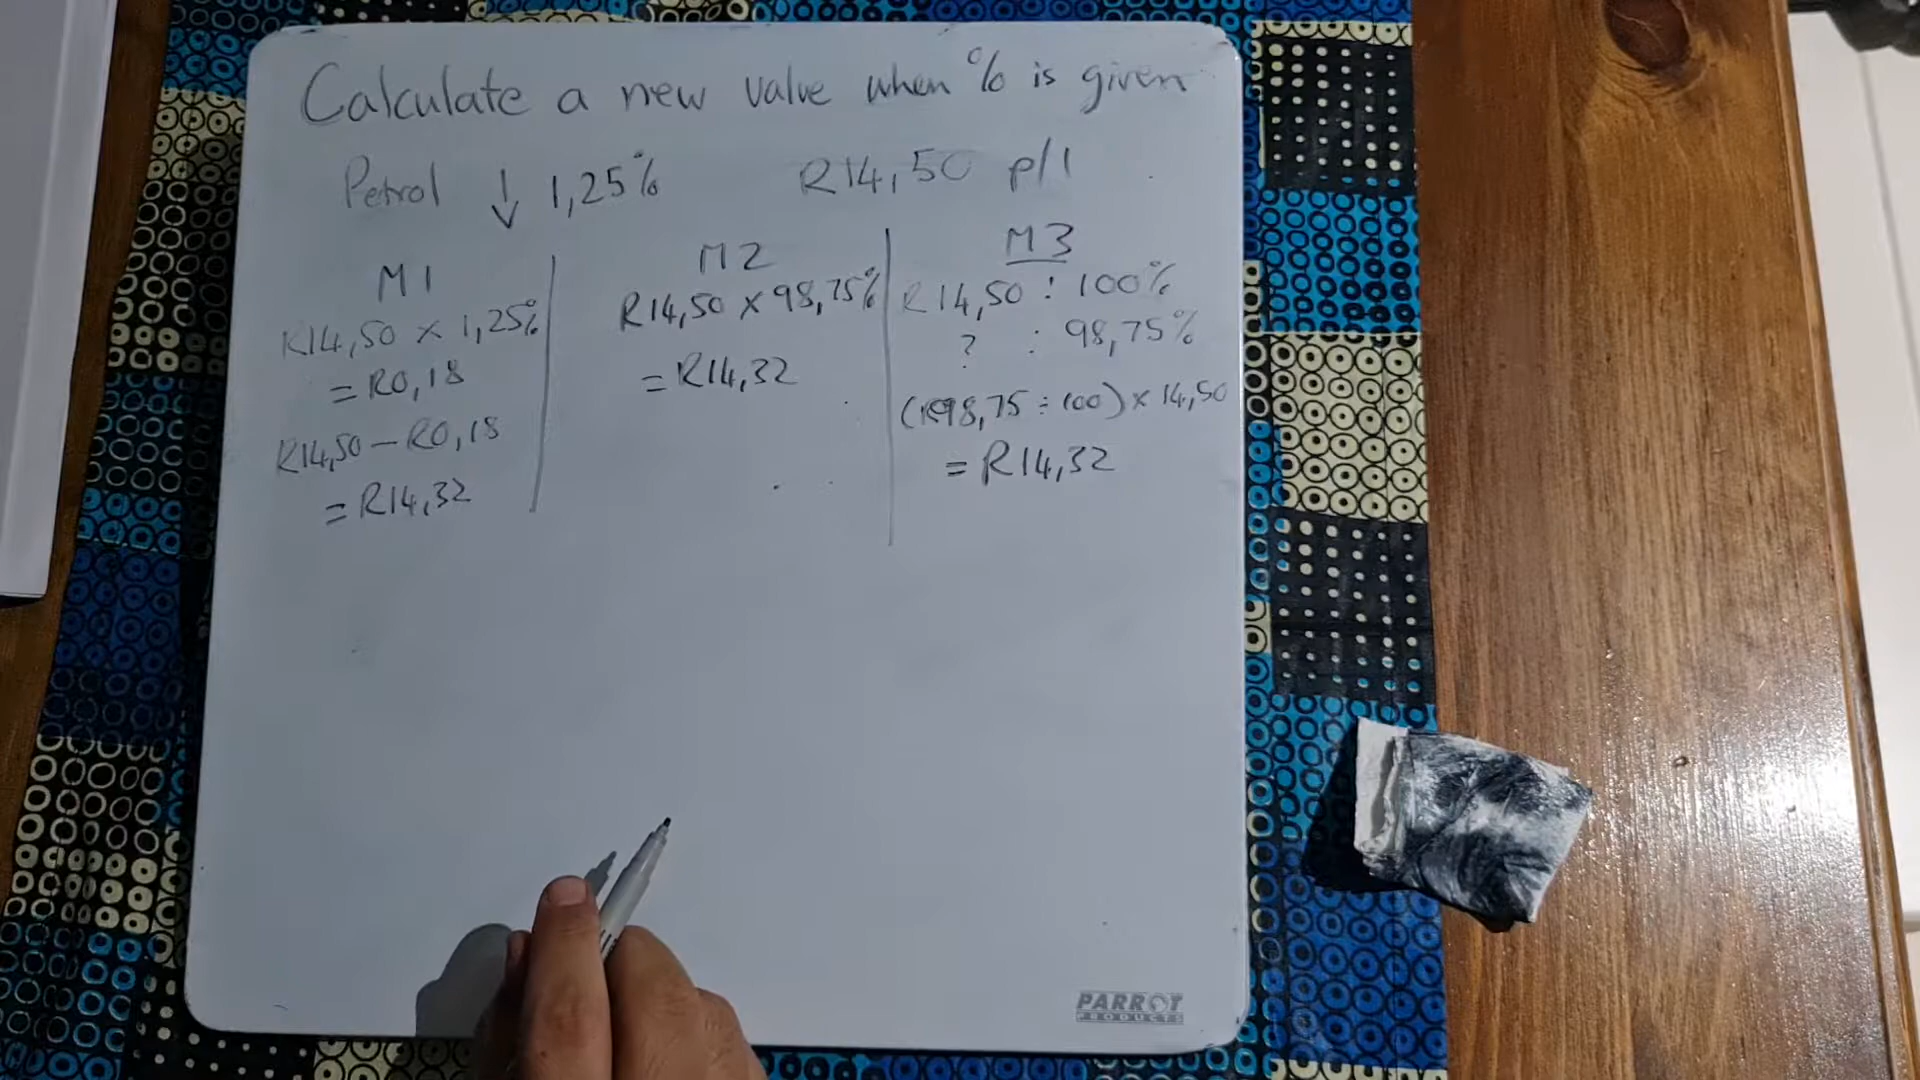 Calculate a new value when % is given
Petrol ↓ 1,25% R14,50 p/l
M1
R14,50 × 1,25%
= R0,18
R14,50 – R0,18
= R14,32
M2
R14,50 × 98,75%
= R14,32
M3
R14,50 : 100%
? : 98,75%
98,75 ÷ 100) × 14,50
= R14,32
PARROT
PRODUCTS